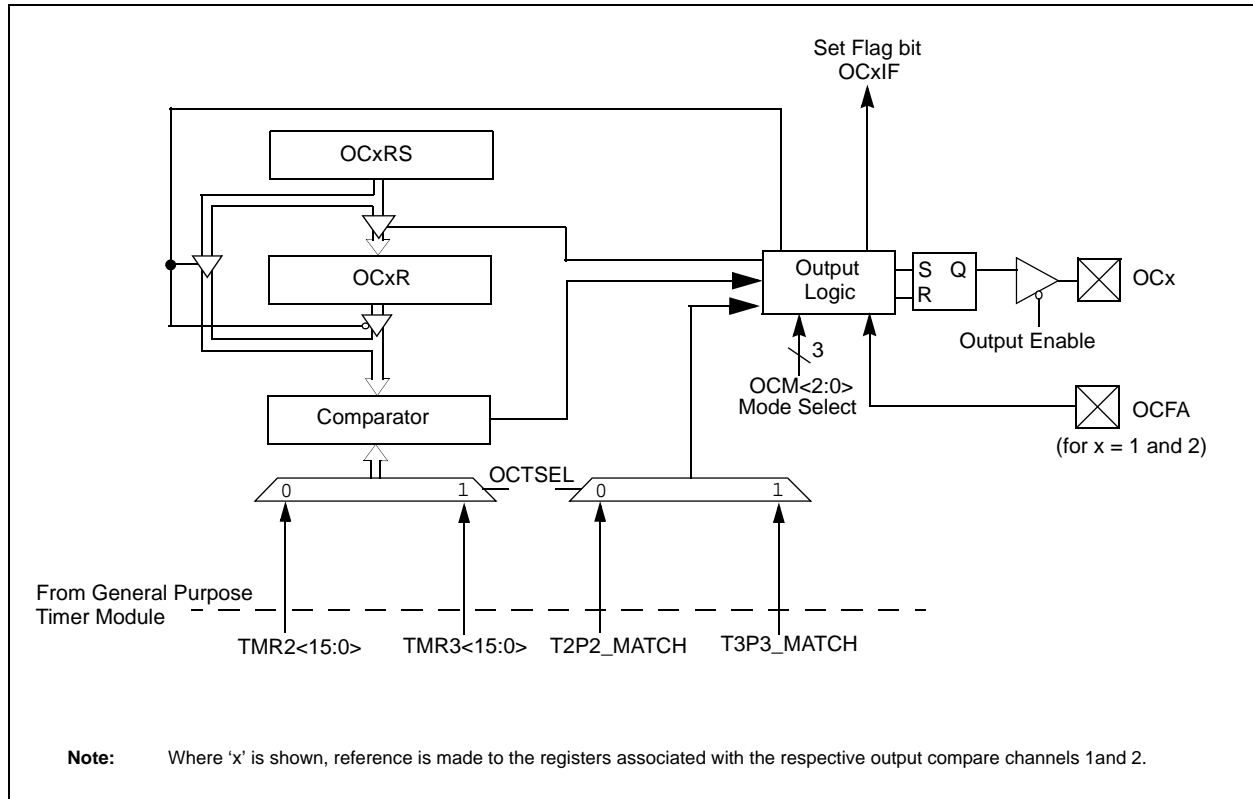 Set Flag bit
OCxIF
OCxRS
OCxR
Output
Logic
S Q
R
OCx
Output Enable
3
OCM<2:0>
Mode Select
OCFA
(for x = 1 and 2)
Comparator
OCTSEL
0 1
0 1
From General Purpose
Timer Module
TMR2<15:0> TMR3<15:0> T2P2_MATCH T3P3_MATCH
Note: Where ‘x’ is shown, reference is made to the registers associated with the respective output compare channels 1and 2.